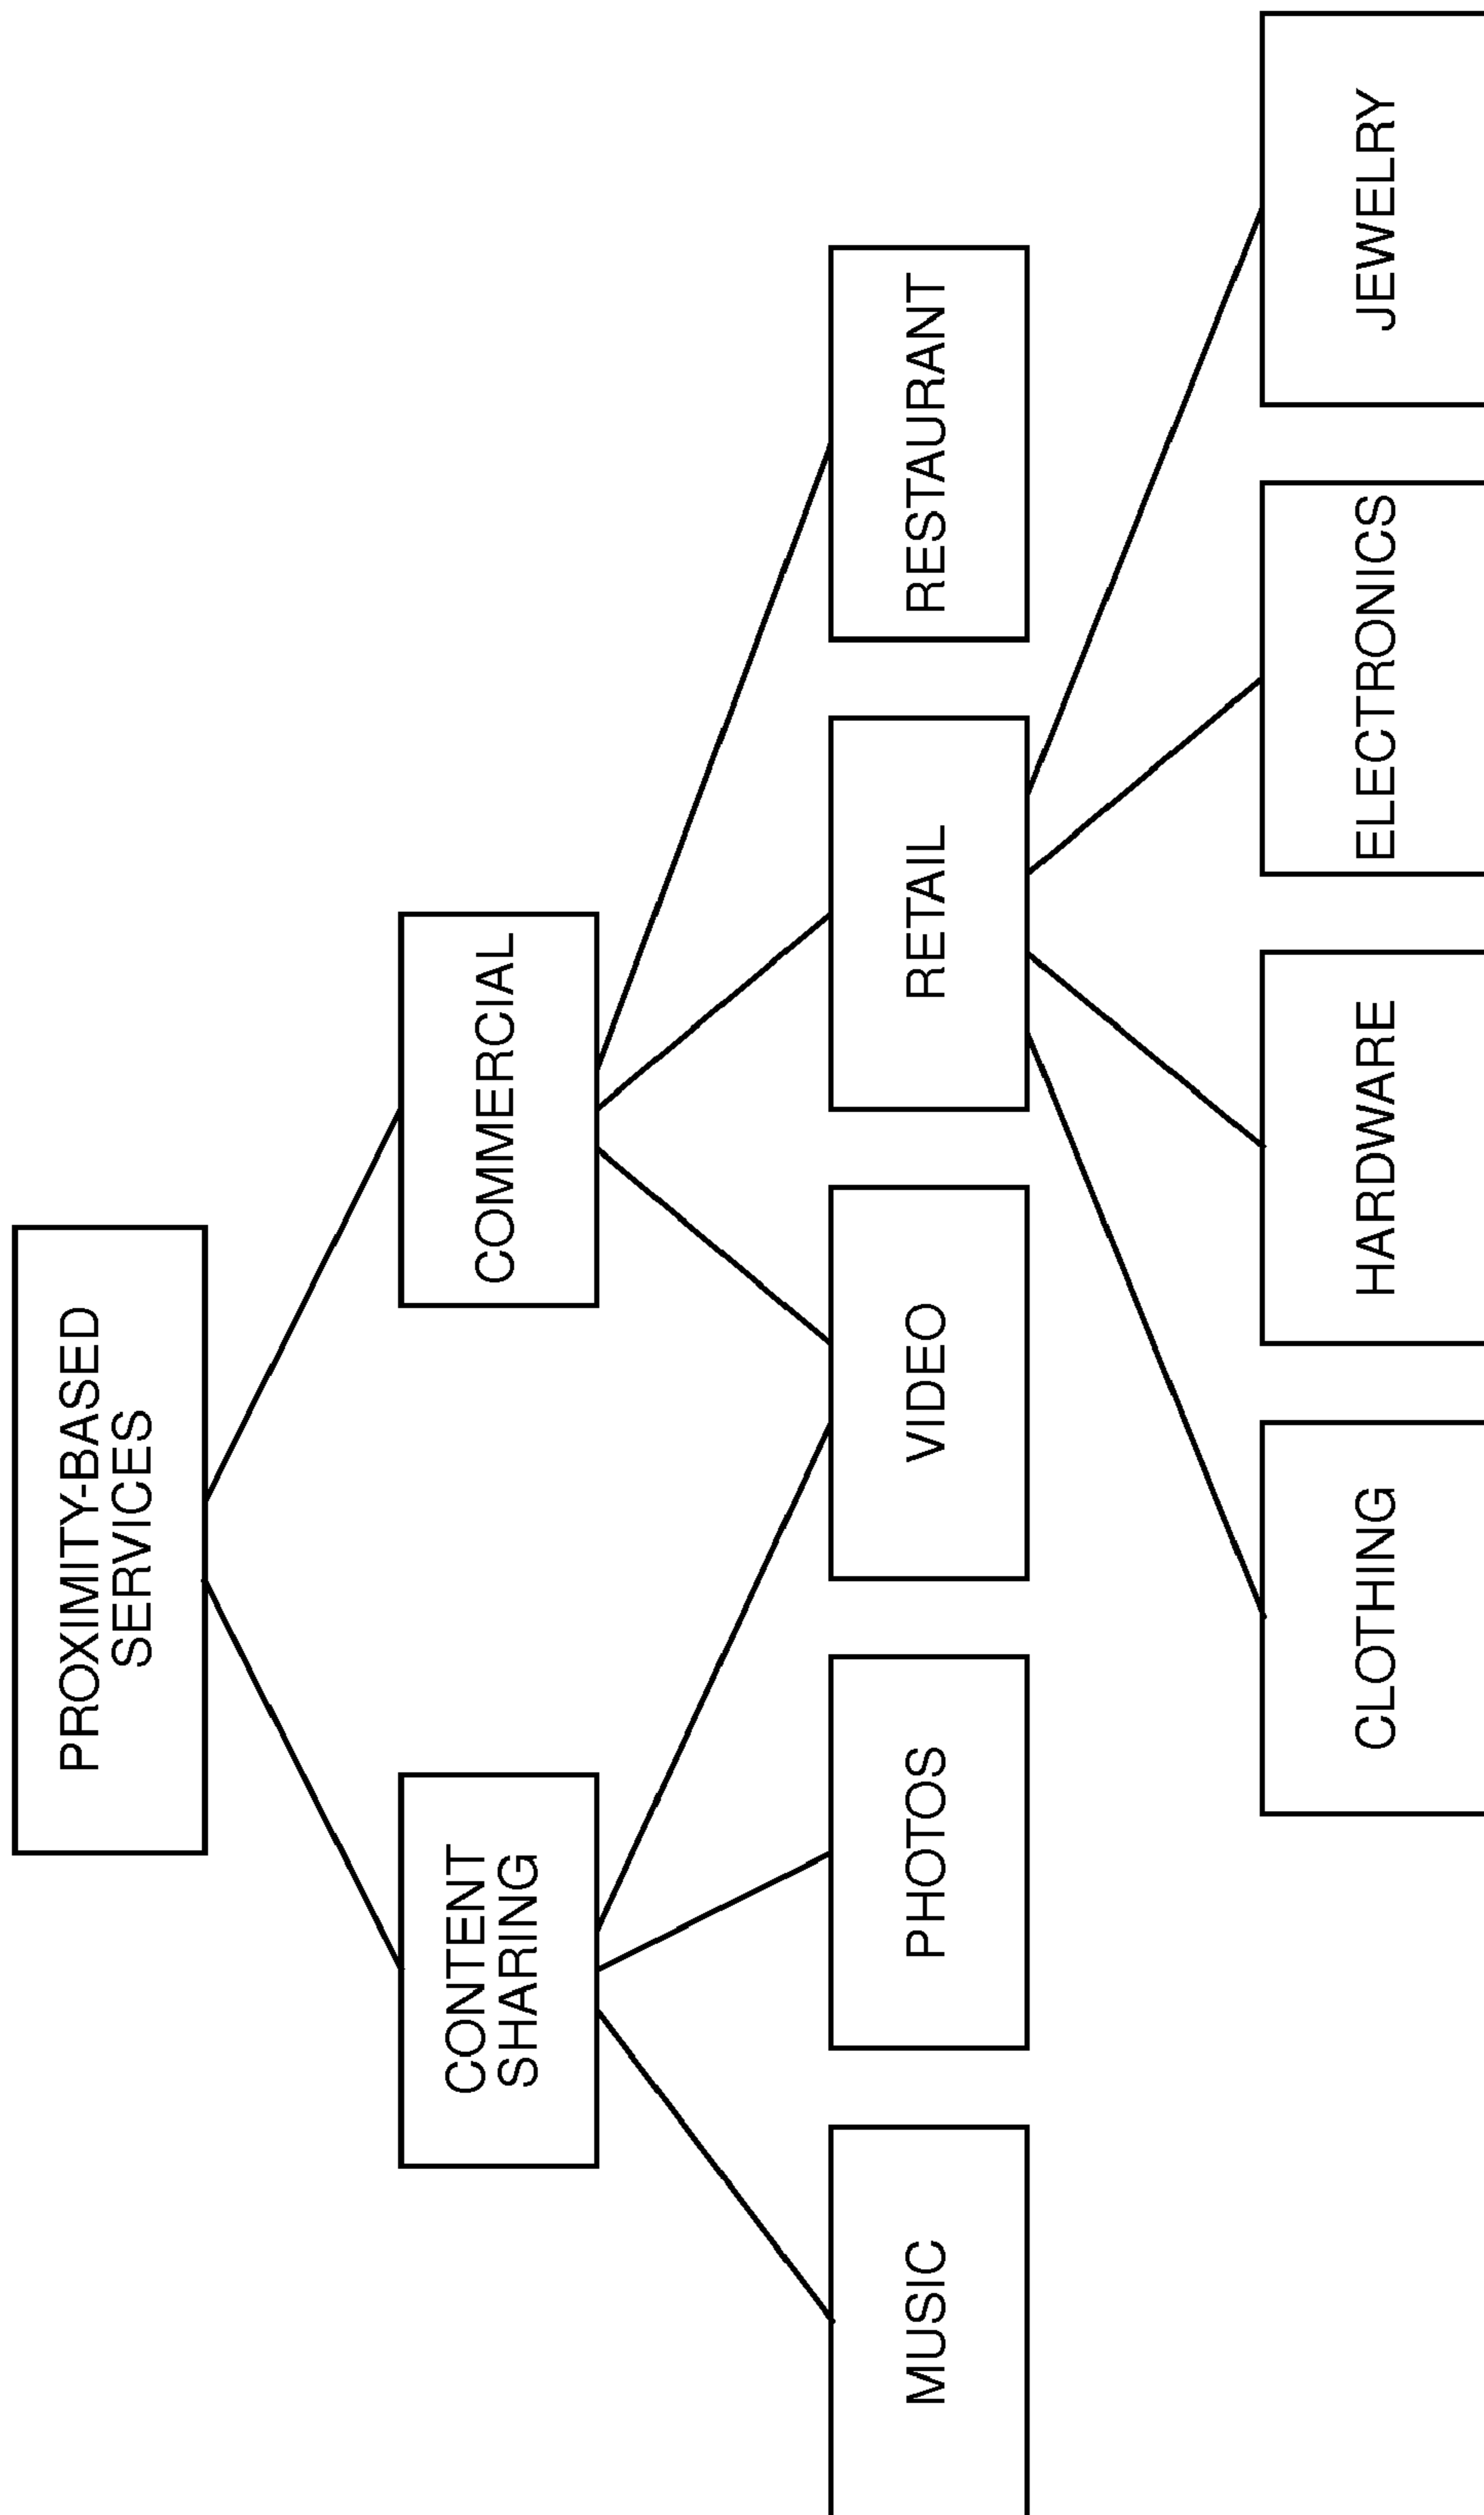 PROXIMITY-BASED
SERVICES
CONTENT
SHARING
COMMERCIAL
MUSIC
PHOTOS
VIDEO
RETAIL
RESTAURANT
CLOTHING
HARDWARE
ELECTRONICS
JEWELRY